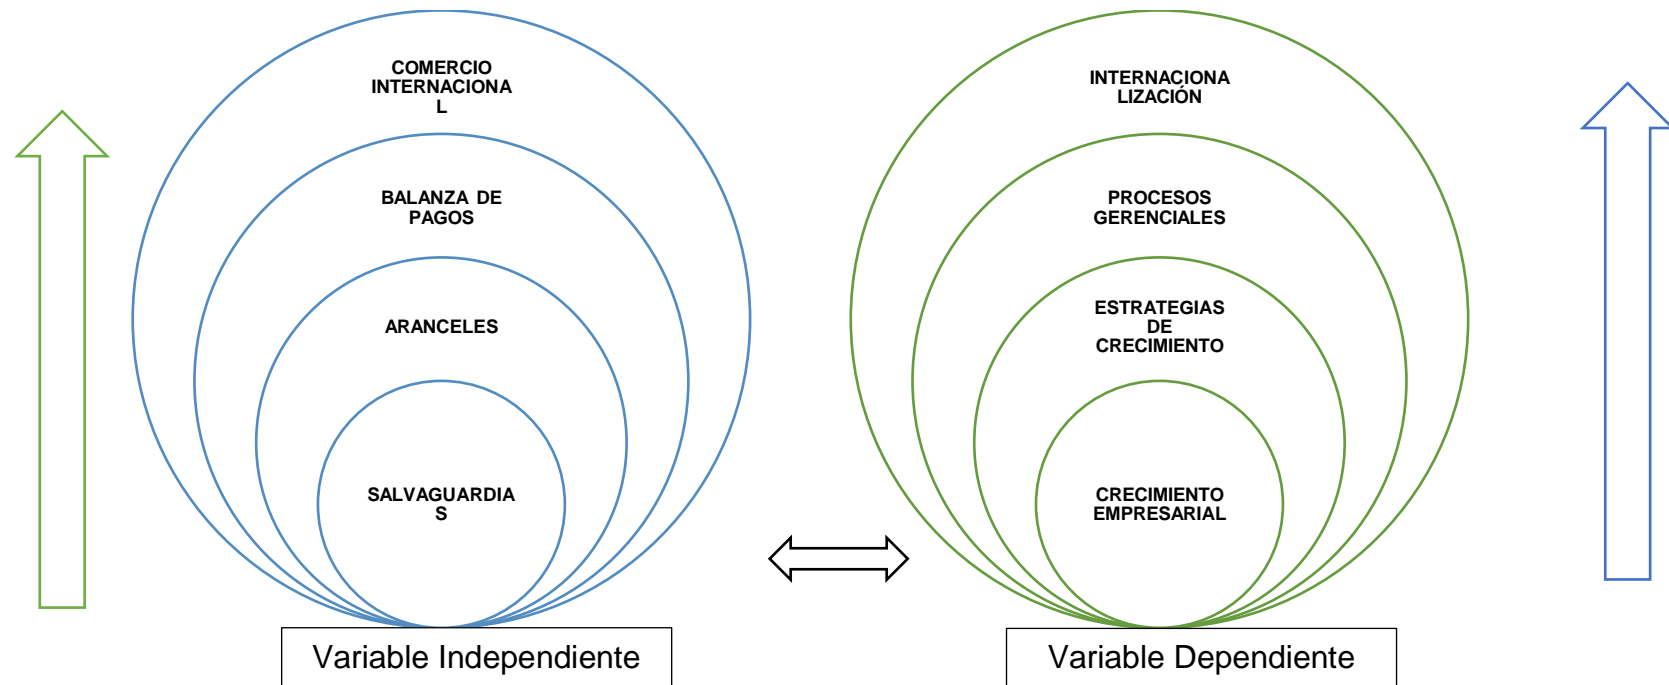 COMERCIO
INTERNACIONA
L
BALANZA DE
PAGOS
ARANCELES
SALVAGUARDIA
S
Variable Independiente
INTERNACIONA
LIZACIÓN
PROCESOS
GERENCIALES
ESTRATEGIAS
DE
CRECIMIENTO
CRECIMIENTO
EMPRESARIAL
Variable Dependiente